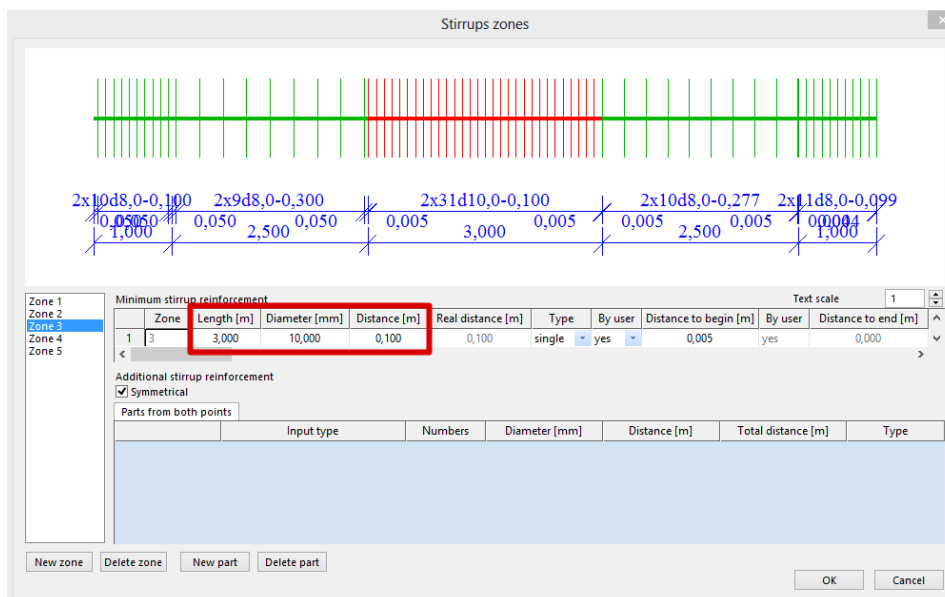 Stirrups zones
2x10d8,0-0,100 2x9d8,0-0,300 2x31d10,0-0,100 2x10d8,0-0,277 2x11d8,0-0,099
0,050 0,050 0,050 0,050 0,005 0,005 0,005 0,005 0,004
1,000 2,500 3,000 2,500 1,000
Zone 1
Zone 2
Zone 3
Zone 4
Zone 5
Minimum stirrup reinforcement Text scale 1
Zone Length [m] Diameter [mm] Distance [m] Real distance [m] Type By user Distance to begin [m] By user Distance to end [m]
1 3 3,000 10,000 0,100 0,100 single yes 0,005 yes 0,000
Additional stirrup reinforcement
Symmetrical
Parts from both points
Input type Numbers Diameter [mm] Distance [m] Total distance [m] Type
New zone Delete zone New part Delete part
OK Cancel